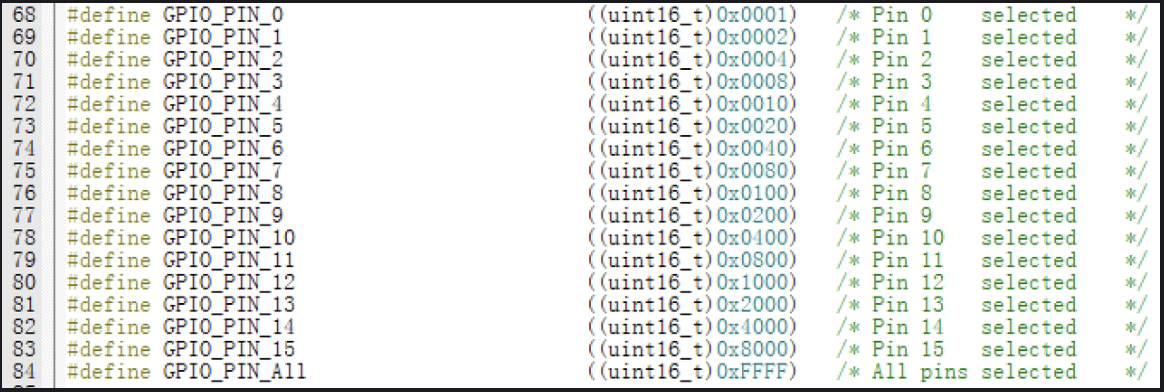 68 #define GPIO_PIN_0 ((uint16_t)0x0001) /* Pin 0 selected */
69 #define GPIO_PIN_1 ((uint16_t)0x0002) /* Pin 1 selected */
70 #define GPIO_PIN_2 ((uint16_t)0x0004) /* Pin 2 selected */
71 #define GPIO_PIN_3 ((uint16_t)0x0008) /* Pin 3 selected */
72 #define GPIO_PIN_4 ((uint16_t)0x0010) /* Pin 4 selected */
73 #define GPIO_PIN_5 ((uint16_t)0x0020) /* Pin 5 selected */
74 #define GPIO_PIN_6 ((uint16_t)0x0040) /* Pin 6 selected */
75 #define GPIO_PIN_7 ((uint16_t)0x0080) /* Pin 7 selected */
76 #define GPIO_PIN_8 ((uint16_t)0x0100) /* Pin 8 selected */
77 #define GPIO_PIN_9 ((uint16_t)0x0200) /* Pin 9 selected */
78 #define GPIO_PIN_10 ((uint16_t)0x0400) /* Pin 10 selected */
79 #define GPIO_PIN_11 ((uint16_t)0x0800) /* Pin 11 selected */
80 #define GPIO_PIN_12 ((uint16_t)0x1000) /* Pin 12 selected */
81 #define GPIO_PIN_13 ((uint16_t)0x2000) /* Pin 13 selected */
82 #define GPIO_PIN_14 ((uint16_t)0x4000) /* Pin 14 selected */
83 #define GPIO_PIN_15 ((uint16_t)0x8000) /* Pin 15 selected */
84 #define GPIO_PIN_All ((uint16_t)0xFFFF) /* All pins selected */